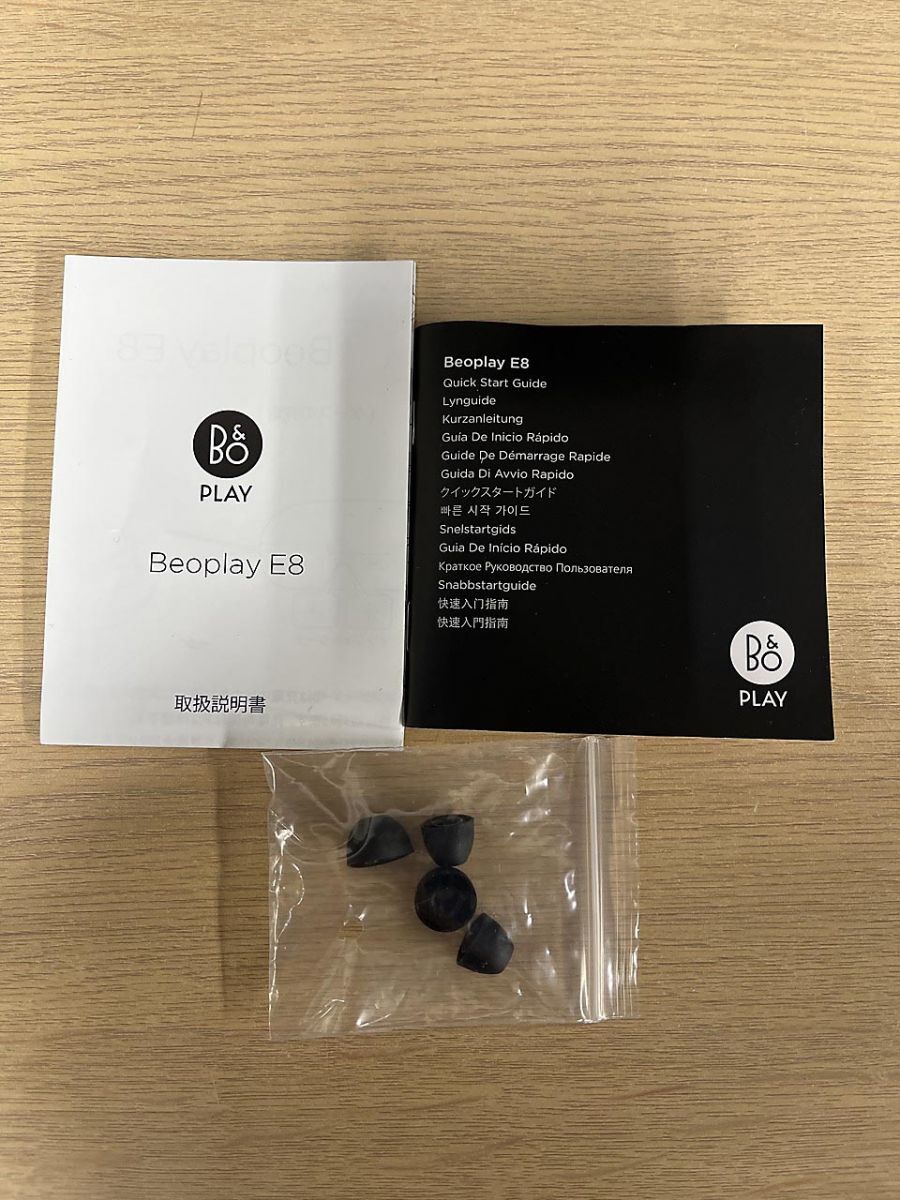 B&O
PLAY
Beoplay E8
取扱説明書
Beoplay E8
Quick Start Guide
Lynguide
Kurzanleitung
Guía De Inicio Rápido
Guide De Démarrage Rapide
Guida Di Avvio Rapido
クイックスタートガイド
빠른 시작 가이드
Snelstartgids
Guia De Início Rápido
Краткое Руководство Пользователя
Snabbstartguide
快速入门指南
快速入門指南
B&O
PLAY